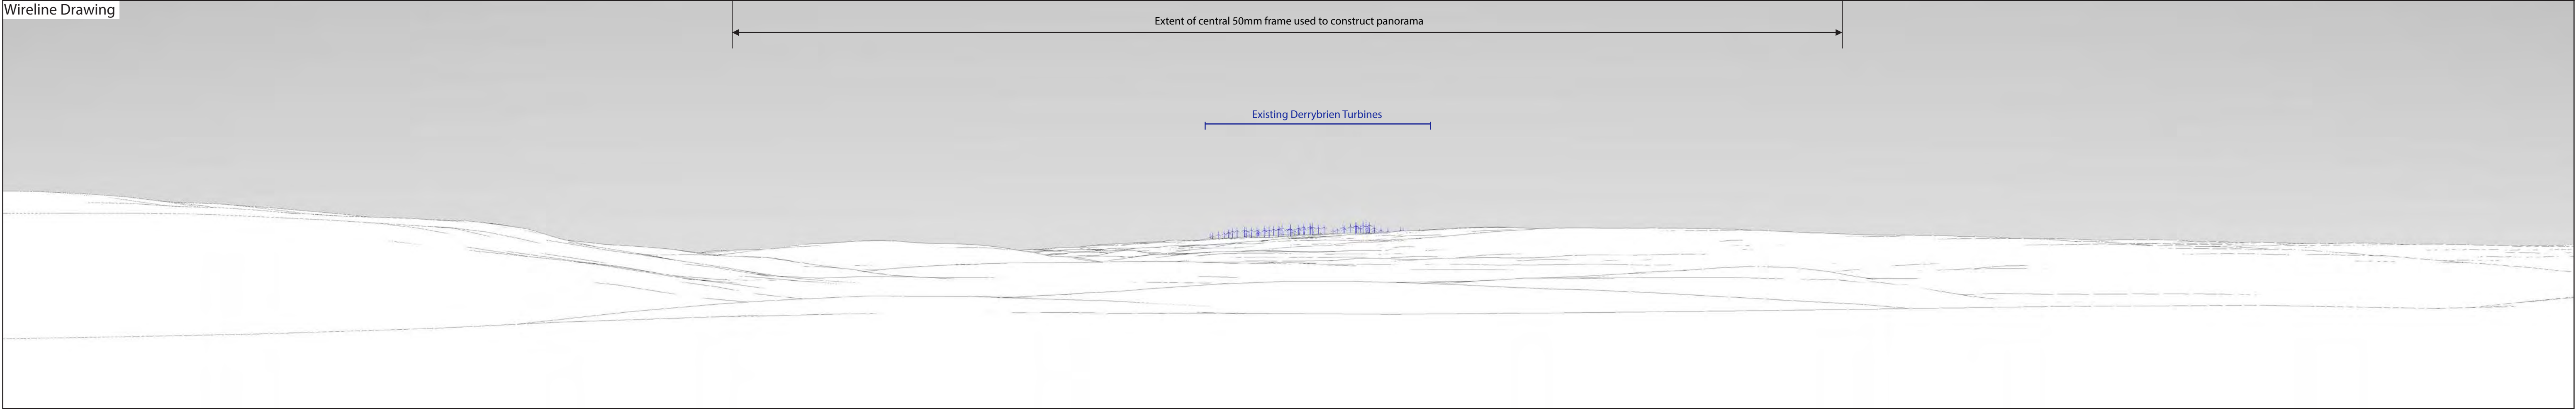 Wireline Drawing
Extent of central 50mm frame used to construct panorama
Existing Derrybrien Turbines